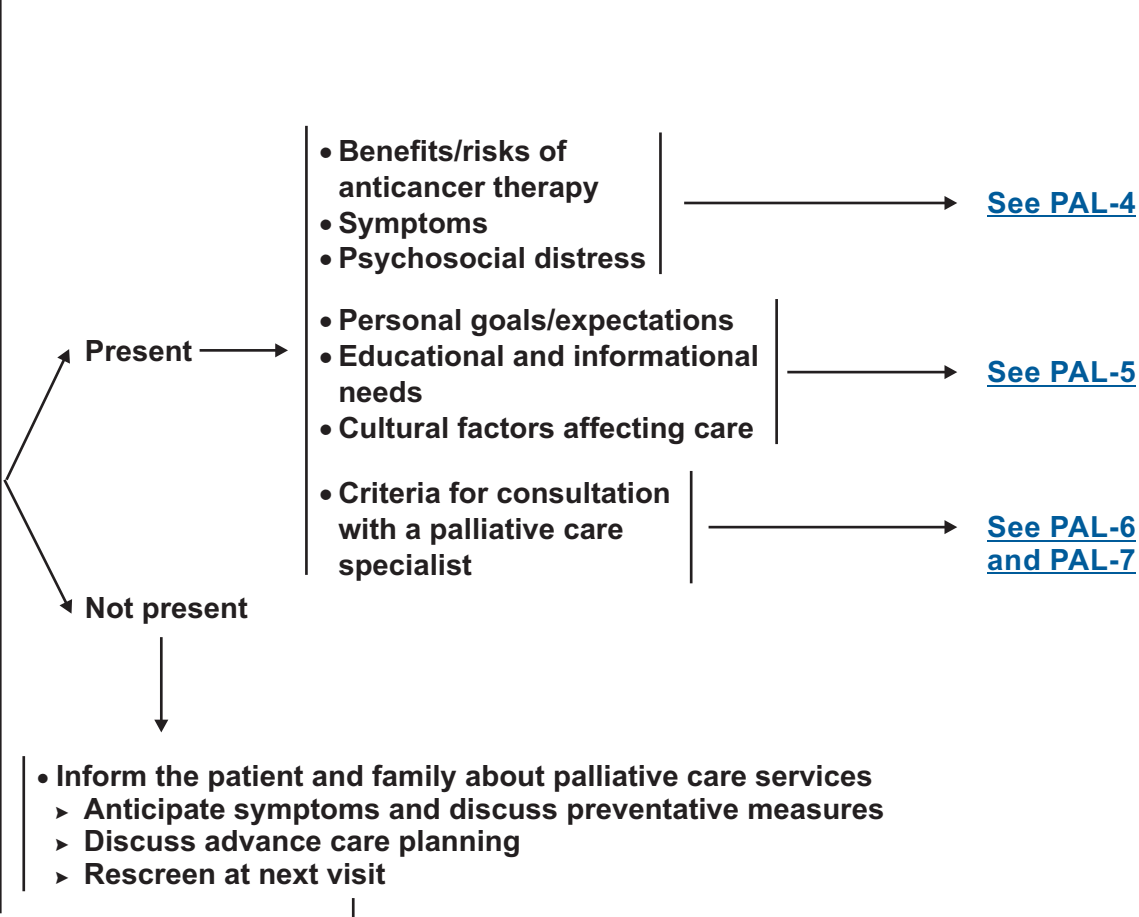 • Benefits/risks of
anticancer therapy
• Symptoms
• Psychosocial distress
See PAL-4
Present
• Personal goals/expectations
• Educational and informational
needs
• Cultural factors affecting care
See PAL-5
• Criteria for consultation
with a palliative care
specialist
See PAL-6
and PAL-7
Not present
• Inform the patient and family about palliative care services
➤ Anticipate symptoms and discuss preventative measures
➤ Discuss advance care planning
➤ Rescreen at next visit